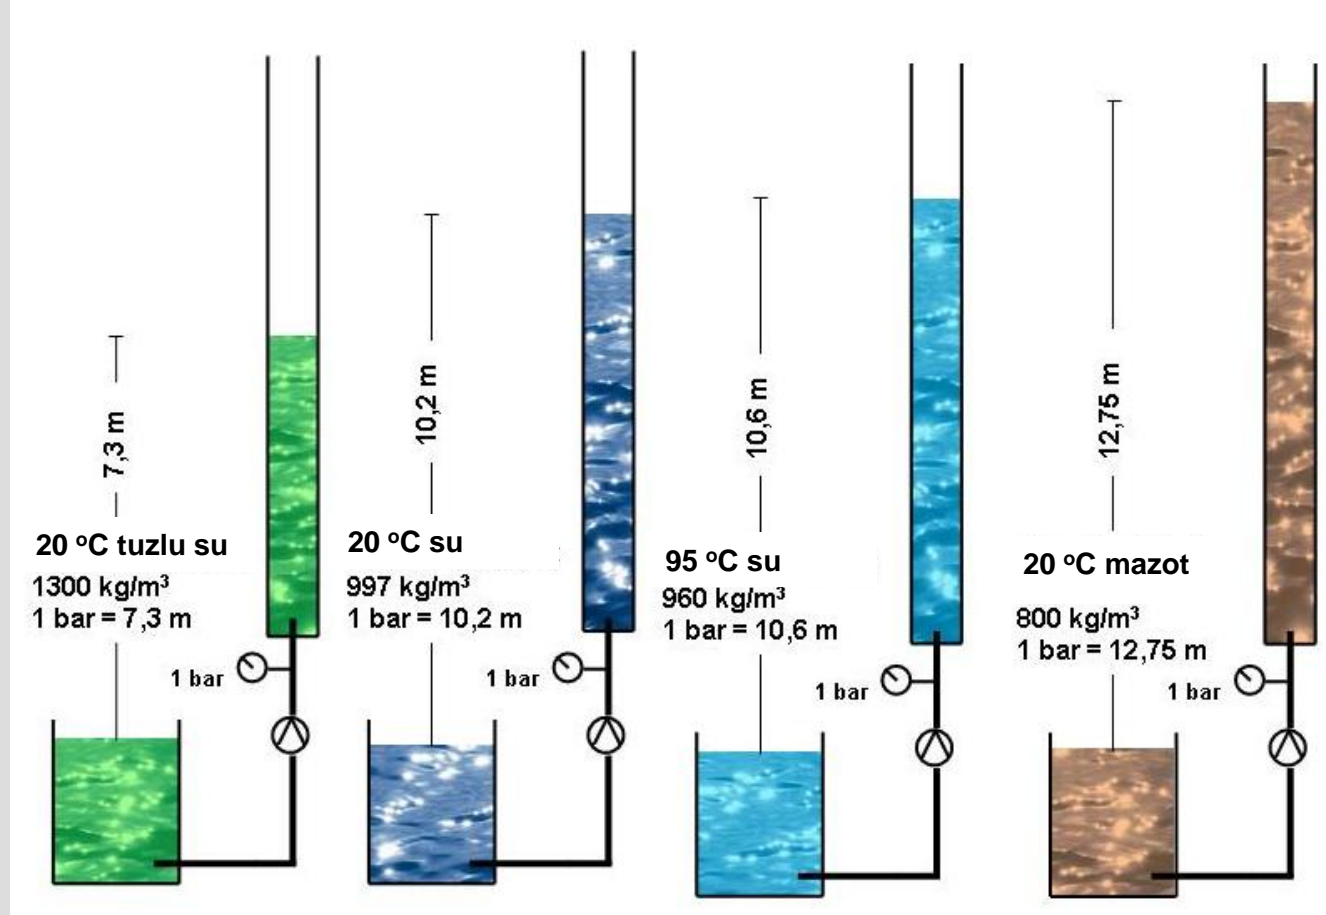 7,3 m
20 °C tuzlu su
1300 kg/m³
1 bar = 7,3 m
1 bar
10,2 m
20 °C su
997 kg/m³
1 bar = 10,2 m
1 bar
10,6 m
95 °C su
960 kg/m³
1 bar = 10,6 m
1 bar
12,75 m
20 °C mazot
800 kg/m³
1 bar = 12,75 m
1 bar